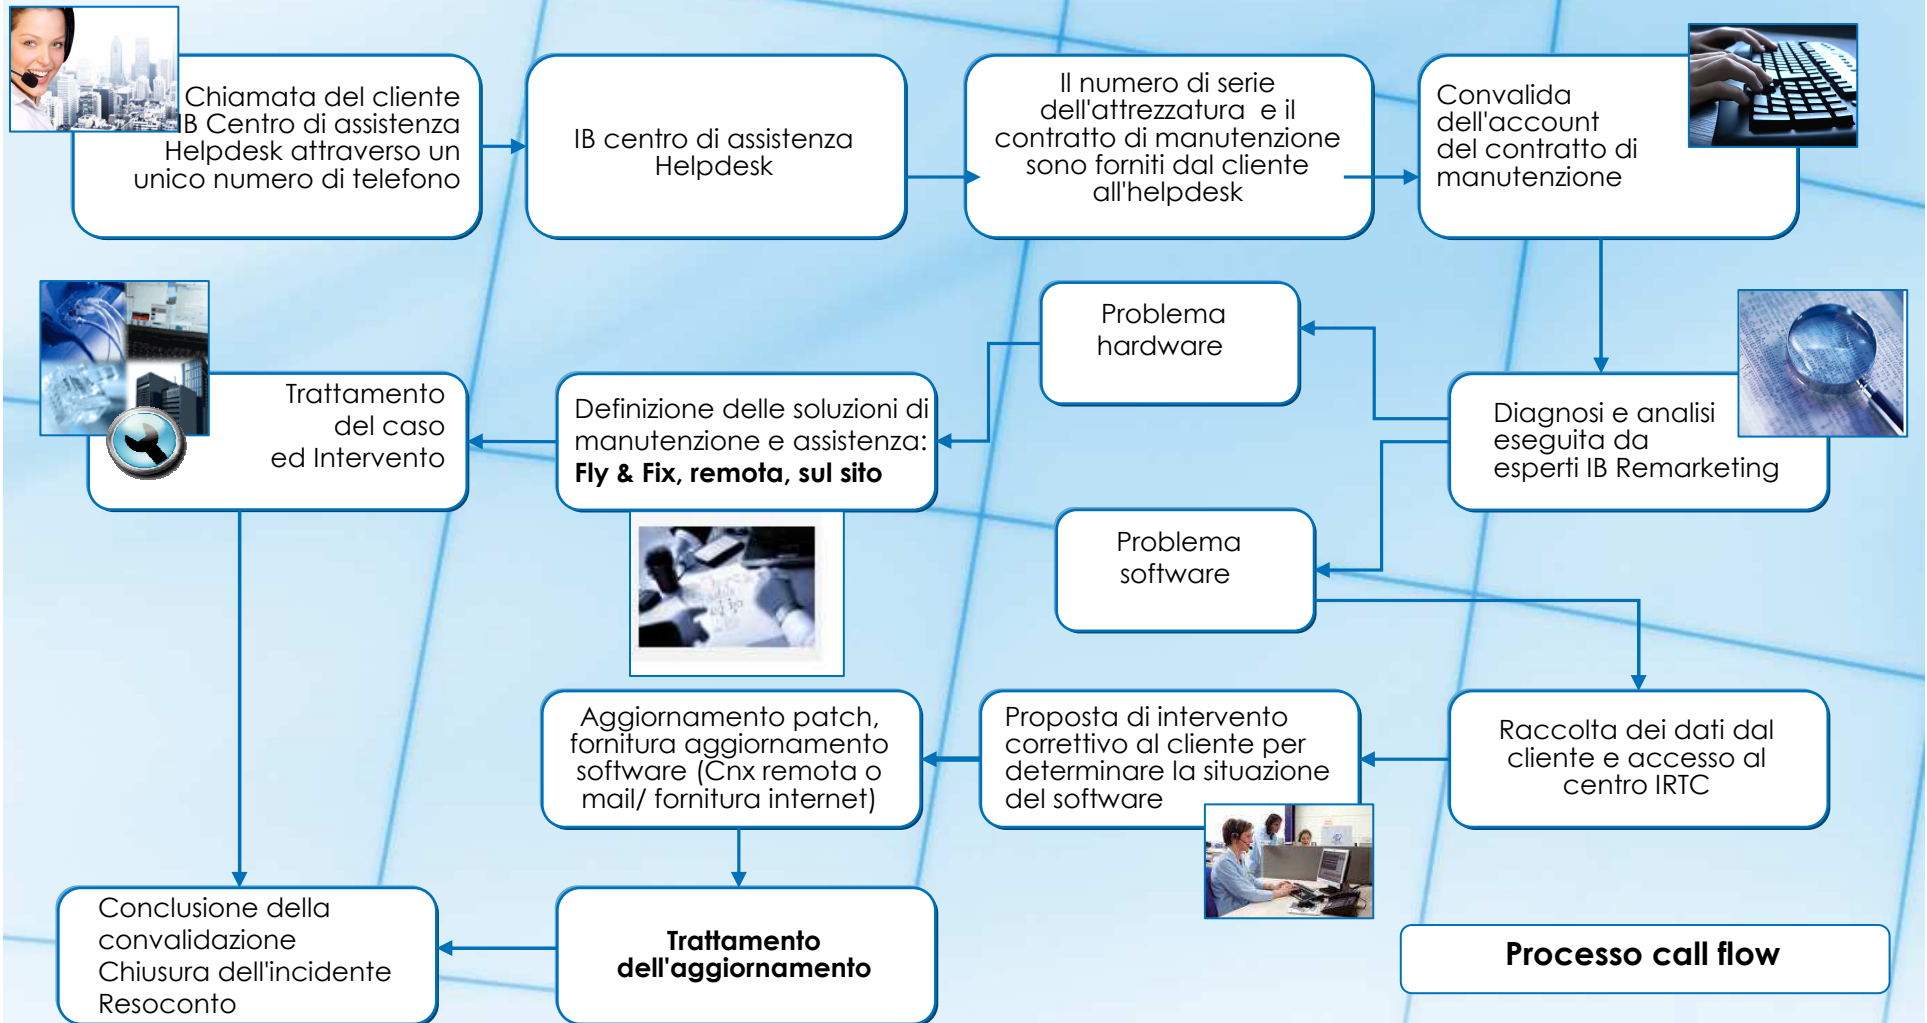 Chiamata del cliente
IB Centro di assistenza
Helpdesk attraverso un
unico numero di telefono
IB centro di assistenza
Helpdesk
Il numero di serie
dell'attrezzatura e il
contratto di manutenzione
sono forniti dal cliente
all'helpdesk
Convalida
dell'account
del contratto di
manutenzione
Problema
hardware
Trattamento
del caso
ed Intervento
Definizione delle soluzioni di
manutenzione e assistenza:
Fly & Fix, remota, sul sito
Diagnosi e analisi
eseguita da
esperti IB Remarketing
Problema
software
Aggiornamento patch,
fornitura aggiornamento
software (Cnx remota o
mail/ fornitura internet)
Proposta di intervento
correttivo al cliente per
determinare la situazione
del software
Raccolta dei dati dal
cliente e accesso al
centro IRTC
Conclusione della
convalidazione
Chiusura dell'incidente
Resoconto
Trattamento
dell'aggiornamento
Processo call flow